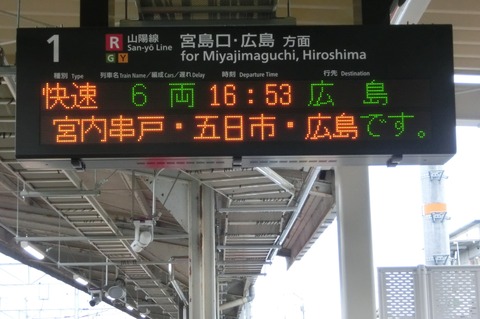 1 R 山陽線 宮島口・広島 方面
G Y San-yō Line for Miyajimaguchi, Hiroshima
種別 Type 列車名 Train Name／編成 Cars／遅れ Delay 時刻 Departure Time 行先 Destination
快速 6両 16:53 広島
宮内串戸・五日市・広島です。